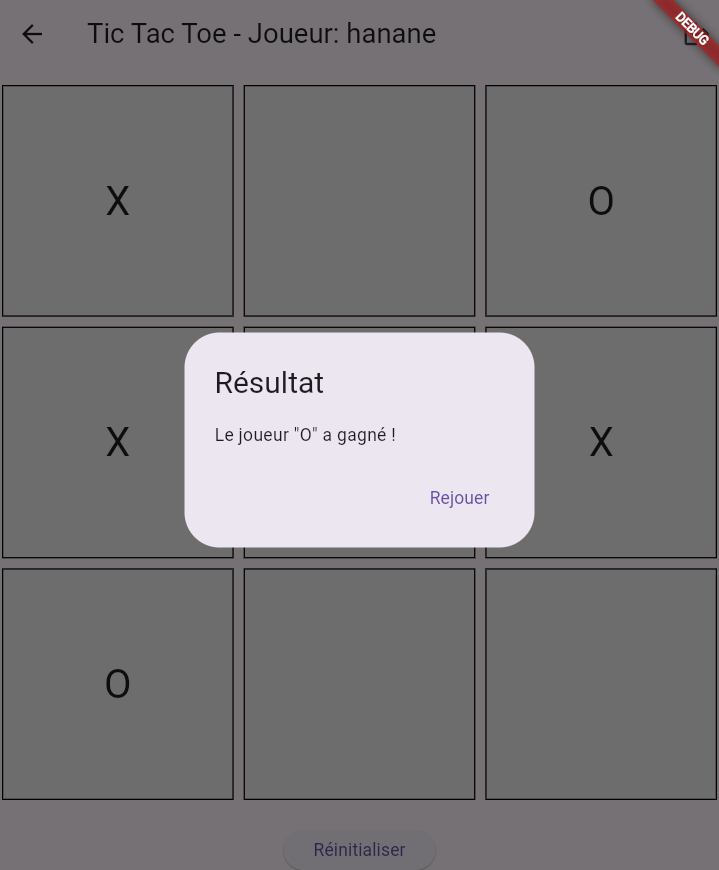 Tic Tac Toe - Joueur: hanane
DEBUG
X
O
X
X
Résultat
Le joueur "O" a gagné !
Rejouer
O
Réinitialiser